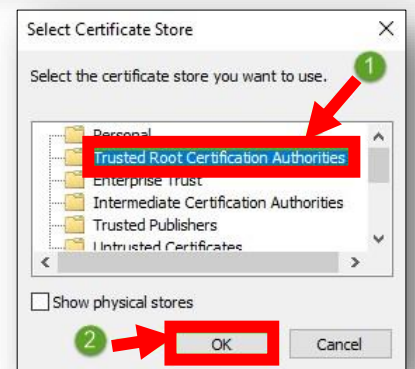 Select Certificate Store
Select the certificate store you want to use.
1
Personal
Trusted Root Certification Authorities
Enterprise Trust
Intermediate Certification Authorities
Trusted Publishers
Untrusted Certificates
Show physical stores
2
OK
Cancel